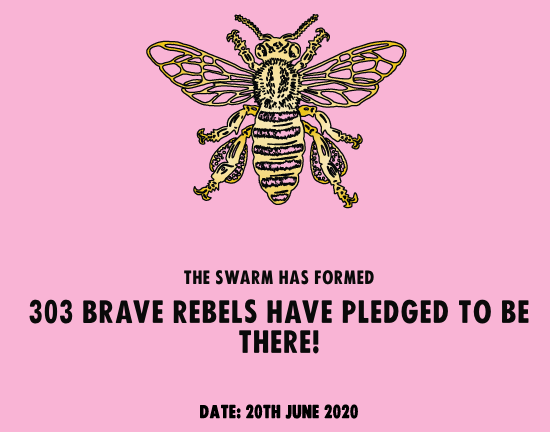 THE SWARM HAS FORMED
303 BRAVE REBELS HAVE PLEDGED TO BE
THERE!
DATE: 20TH JUNE 2020